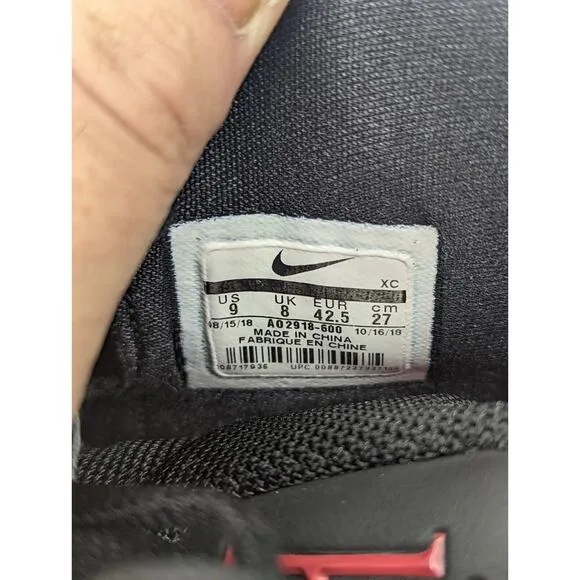 XC
US UK EUR cm
9 8 42.5 27
08/15/18 AO2918-600 10/16/18
MADE IN CHINA
FABRIQUE EN CHINE
UPC